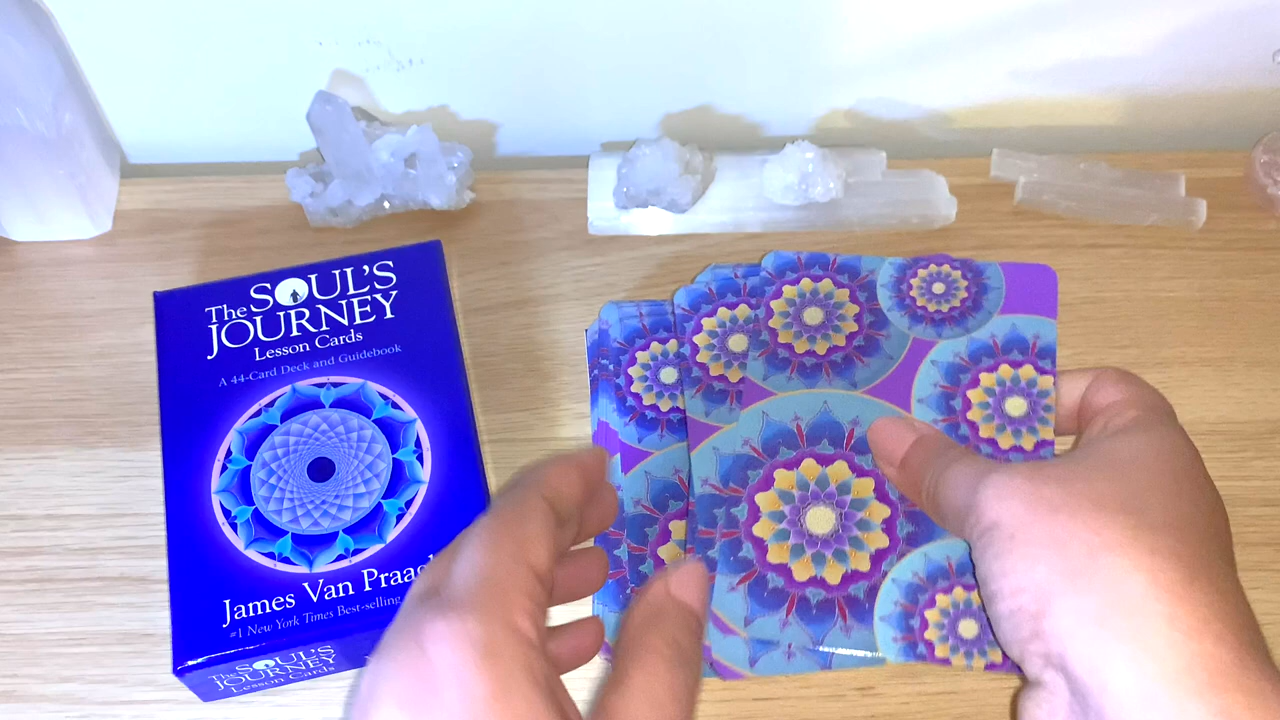 The SOUL'S
JOURNEY
Lesson Cards
A 44-Card Deck and Guidebook
James Van
#1 New York Times Best-selling
The SOUL'S
JOURNEY
Lesson Cards